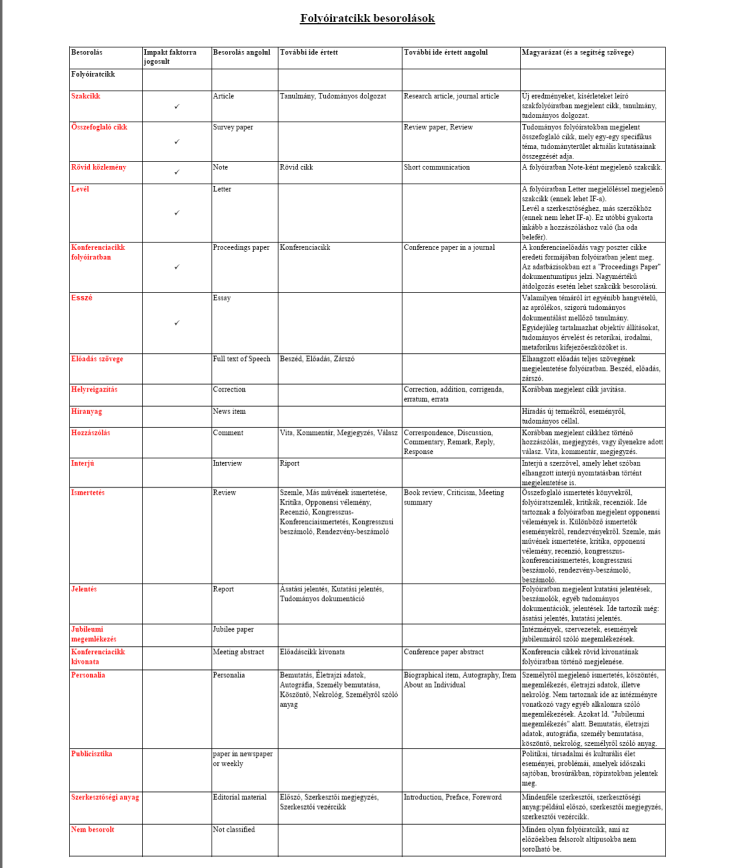 Folyóiratcikk besorolások
Besorolás Impakt faktorra Besorolás angolul További ide értett További ide értett angolul Magyarázat (és a segítség szövege)
jogosult
Folyóiratcikk
Szakcikk ✓ Article Tanulmány, Tudományos dolgozat Research article, journal article Új eredményeket, kísérleteket leíró
szakfolyóiratban megjelent cikk, tanulmány,
tudományos dolgozat.
Összefoglaló cikk ✓ Survey paper Review paper, Review Tudományos folyóiratokban megjelent
összefoglaló cikk, mely egy-egy specifikus
téma, tudományterület aktuális kutatásainak
összegzését adja.
Rövid közlemény ✓ Note Rövid cikk Short communication A folyóiratban Note-ként megjelenő szakcikk.
Levél ✓ Letter A folyóiratban Letter megjelöléssel megjelenő
szakcikk (ennek lehet IF-a).
Levél a szerkesztőséghez, más szerzőkhöz
(ennek nem lehet IF-a). Ez utóbbi gyakorta
inkább a hozzászóláshoz való (ha oda
beleför).
Konferenciacikk ✓ Proceedings paper Konferenciacikk Conference paper in a journal A konferenciaelőadás vagy poszter cikke
folyóiratban eredeti formájában folyóiratban jelent meg.
Az adatbázisokban ezt a "Proceedings Paper"
dokumentumtípus jelzi. Nagymértékű
átdolgozás esetén lehet szakcikk besorolású.
Esszó ✓ Essay Valamilyen témáról írt egyénibb hangvételű,
az aprólékos, szigorú tudományos
dokumentálást mellőző tanulmány.
Egyidejűleg tartalmazhat objektív állításokat,
tudományos érvelést és retorikai, irodalmi,
metaforikus kifejezőeszközöket is.
Előadás szövege Full text of Speech Beszéd, Előadás, Zárszó Elhangzott előadás teljes szövegének
megjelentetése folyóiratban. Beszéd, előadás,
zárszó.
Helyreigazítás Correction Correction, addition, corrigenda, Korábban megjelent cikk javítása.
erratum, errata
Híranyag News item Híradás új termékről, eseményről,
tudományos céllal.
Hozzászólás Comment Vita, Kommentár, Megjegyzés, Válasz Correspondence, Discussion, Korábban megjelent cikkhez történő
Commentary, Remark, Reply, hozzászólás, megjegyzés, vagy ilyenekre adott
Response válasz. Vita, kommentár, megjegyzés.
Interjú Interview Riport Interjú a szerzővel, amely lehet szóban
elhangzott interjú nyomtatásban történt
megjelentetése is.
Ismertetés Review Szemle, Más művének ismertetése, Book review, Criticism, Meeting Összefoglaló ismertetés könyvekről,
Kritika, Opponensi vélemény, summary folyóiratszemlék, kritikák, recenziók. Ide
Recenzió, Kongresszus- tartoznak a folyóiratban megjelent opponensi
Konferenciaismertetés, Kongresszusi vélemények is. Különböző ismertetők
beszámoló, Rendezvény-beszámoló eseményekről, rendezvényekről. Szemle, más
művének ismertetése, kritika, opponensi
vélemény, recenzió, kongresszus-
konferenciaismertetés, kongresszusi
beszámoló, rendezvény-beszámoló,
beszámoló.
Jelentés Report Ásatási jelentés, Kutatási jelentés, Folyóiratban megjelent kutatási jelentések,
Tudományos dokumentáció beszámolók, egyéb tudományos
dokumentációk, jelentések. Ide tartozik még:
ásatási jelentés, kutatási jelentés.
Jubileumi Jubilee paper Intézmények, szervezetek, események
megemlékezés jubileumáról szóló megemlékezések.
Konferenciacikk Meeting abstract Előadáscikk kivonata Conference paper abstract Konferencia cikkek rövid kivonatának
kivonata folyóiratban történő megjelenése.
Personalia Personalia Bemutatás, Életrajzi adatok, Biographical item, Autography, Item Személyről megjelenő ismertetés, köszöntés,
Autográfia, Személy bemutatása, About an Individual megemlékezés, életrajzi adatok, illetve
Köszöntő, Nekrológ, Személyről szóló nekrológ. Nem tartoznak ide az intézményre
anyag vonatkozó vagy egyéb alkalomra szóló
megemlékezések. Azokat ld. "Jubileumi
megemlékezés" alatt. Bemutatás, életrajzi
adatok, autográfia, személy bemutatása,
köszöntő, nekrológ, személyről szóló anyag.
Publicisztika paper in newspaper Politikai, társadalmi és kulturális élet
or weekly eseményei, problémái, amelyek időszaki
sajtóban, brosúrákban, röpiratokban jelentek
meg.
Szerkesztőségi anyag Editorial material Előszó, Szerkesztői megjegyzés, Introduction, Preface, Foreword Mindenféle szerkesztői, szerkesztőségi
Szerkesztői vezércikk anyag:például előszó, szerkesztői megjegyzés,
szerkesztői vezércikk.
Nem besorolt Not classified Minden olyan folyóiratcikk, ami az
előzőekben felsorolt altípusokba nem
sorolható be.